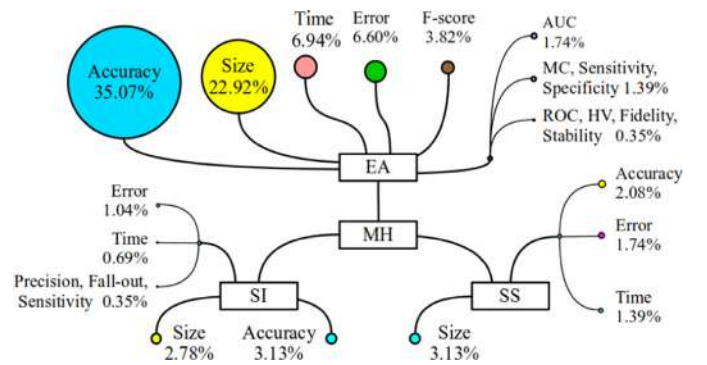 Accuracy
35.07%
Size
22.92%
Time
6.94%
Error
6.60%
F-score
3.82%
AUC
1.74%
MC, Sensitivity,
Specificity 1.39%
ROC, HV, Fidelity,
Stability 0.35%
EA
MH
SI
SS
Error
1.04%
Time
0.69%
Precision, Fall-out,
Sensitivity 0.35%
Size
2.78%
Accuracy
3.13%
Size
3.13%
Accuracy
2.08%
Error
1.74%
Time
1.39%